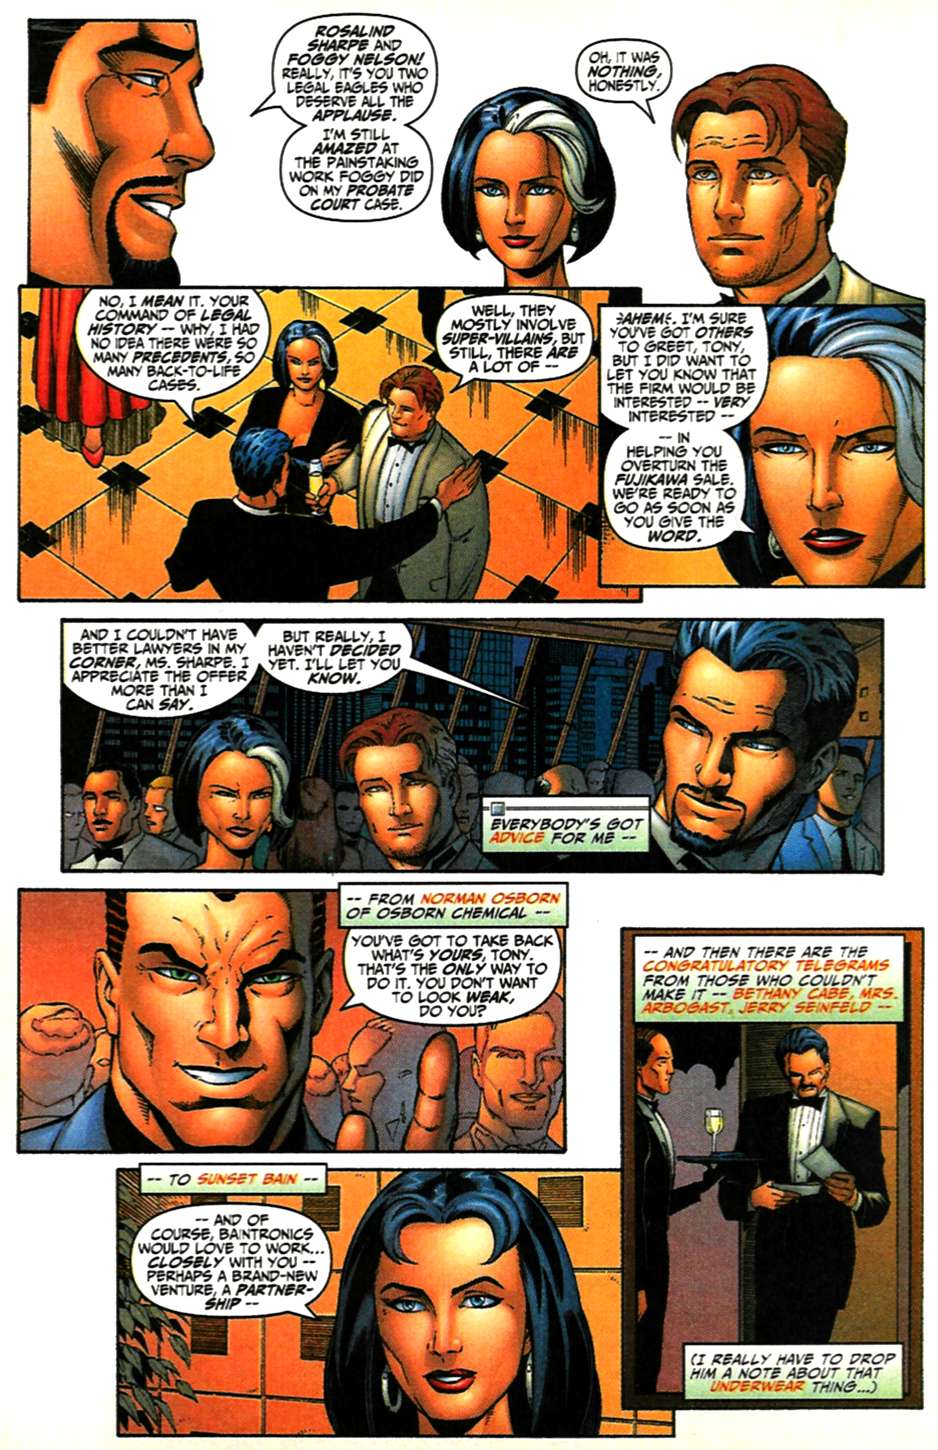 ROSALIND
SHARPE AND
FOGGY NELSON!
REALLY, IT'S YOU TWO
LEGAL EAGLES WHO
DESERVE ALL THE
APPLAUSE.
I'M STILL
AMAZED AT
THE PAINSTAKING
WORK FOGGY DID
ON MY PROBATE
COURT CASE.
OH, IT WAS
NOTHING,
HONESTLY.
NO, I MEAN IT. YOUR
COMMAND OF LEGAL
HISTORY -- WHY, I HAD
NO IDEA THERE WERE SO
MANY PRECEDENTS, SO
MANY BACK-TO-LIFE
CASES.
WELL, THEY
MOSTLY INVOLVE
SUPER-VILLAINS, BUT
STILL, THERE ARE
A LOT OF --
:AHEM: I'M SURE
YOU'VE GOT OTHERS
TO GREET, TONY,
BUT I DID WANT TO
LET YOU KNOW THAT
THE FIRM WOULD BE
INTERESTED -- VERY
INTERESTED --
-- IN
HELPING YOU
OVERTURN THE
FUJIKAWA SALE.
WE'RE READY TO
GO AS SOON AS
YOU GIVE THE
WORD.
AND I COULDN'T HAVE
BETTER LAWYERS IN MY
CORNER, MS. SHARPE. I
APPRECIATE THE OFFER
MORE THAN I
CAN SAY.
BUT REALLY, I
HAVEN'T DECIDED
YET. I'LL LET YOU
KNOW.
EVERYBODY'S GOT
ADVICE FOR ME --
-- FROM NORMAN OSBORN
OF OSBORN CHEMICAL --
YOU'VE GOT TO TAKE BACK
WHAT'S YOURS, TONY.
THAT'S THE ONLY WAY TO
DO IT. YOU DON'T WANT
TO LOOK WEAK,
DO YOU?
-- TO SUNSET BAIN --
-- AND OF
COURSE, BAINTRONICS
WOULD LOVE TO WORK...
CLOSELY WITH YOU --
PERHAPS A BRAND-NEW
VENTURE, A PARTNER-
SHIP --
-- AND THEN THERE ARE THE
CONGRATULATORY TELEGRAMS
FROM THOSE WHO COULDN'T
MAKE IT -- BETHANY CABE, MRS.
ARBOGAST, JERRY SEINFELD --
(I REALLY HAVE TO DROP
HIM A NOTE ABOUT THAT
UNDERWEAR THING...)